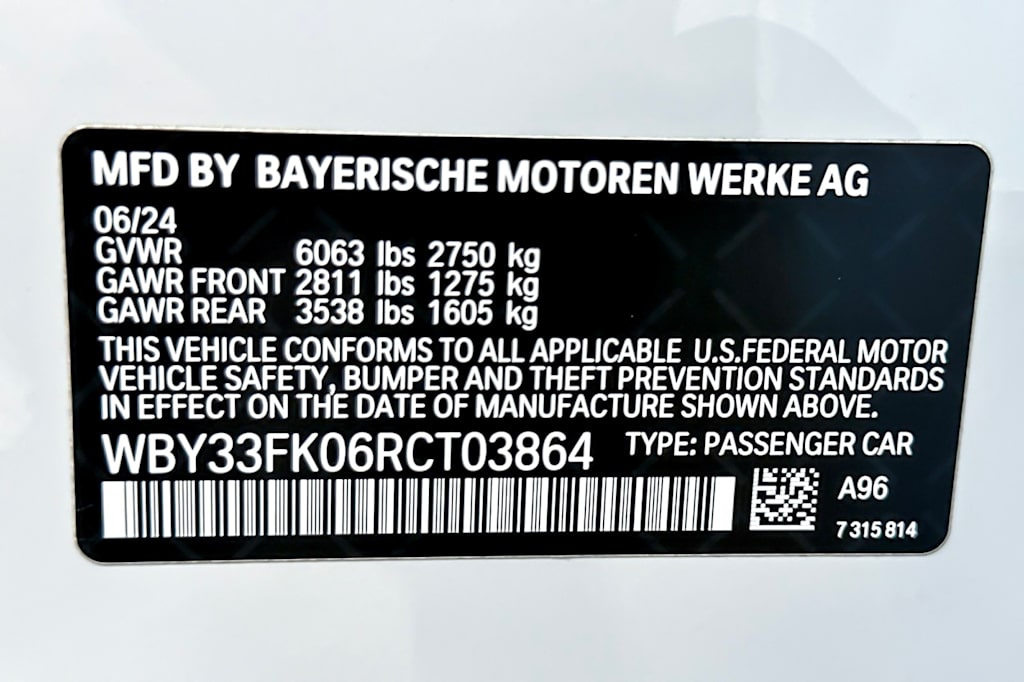 MFD BY BAYERISCHE MOTOREN WERKE AG
06/24
GVWR 6063 lbs 2750 kg
GAWR FRONT 2811 lbs 1275 kg
GAWR REAR 3538 lbs 1605 kg
THIS VEHICLE CONFORMS TO ALL APPLICABLE U.S.FEDERAL MOTOR
VEHICLE SAFETY, BUMPER AND THEFT PREVENTION STANDARDS
IN EFFECT ON THE DATE OF MANUFACTURE SHOWN ABOVE.
WBY33FK06RCT03864 TYPE: PASSENGER CAR
A96
7 315 814